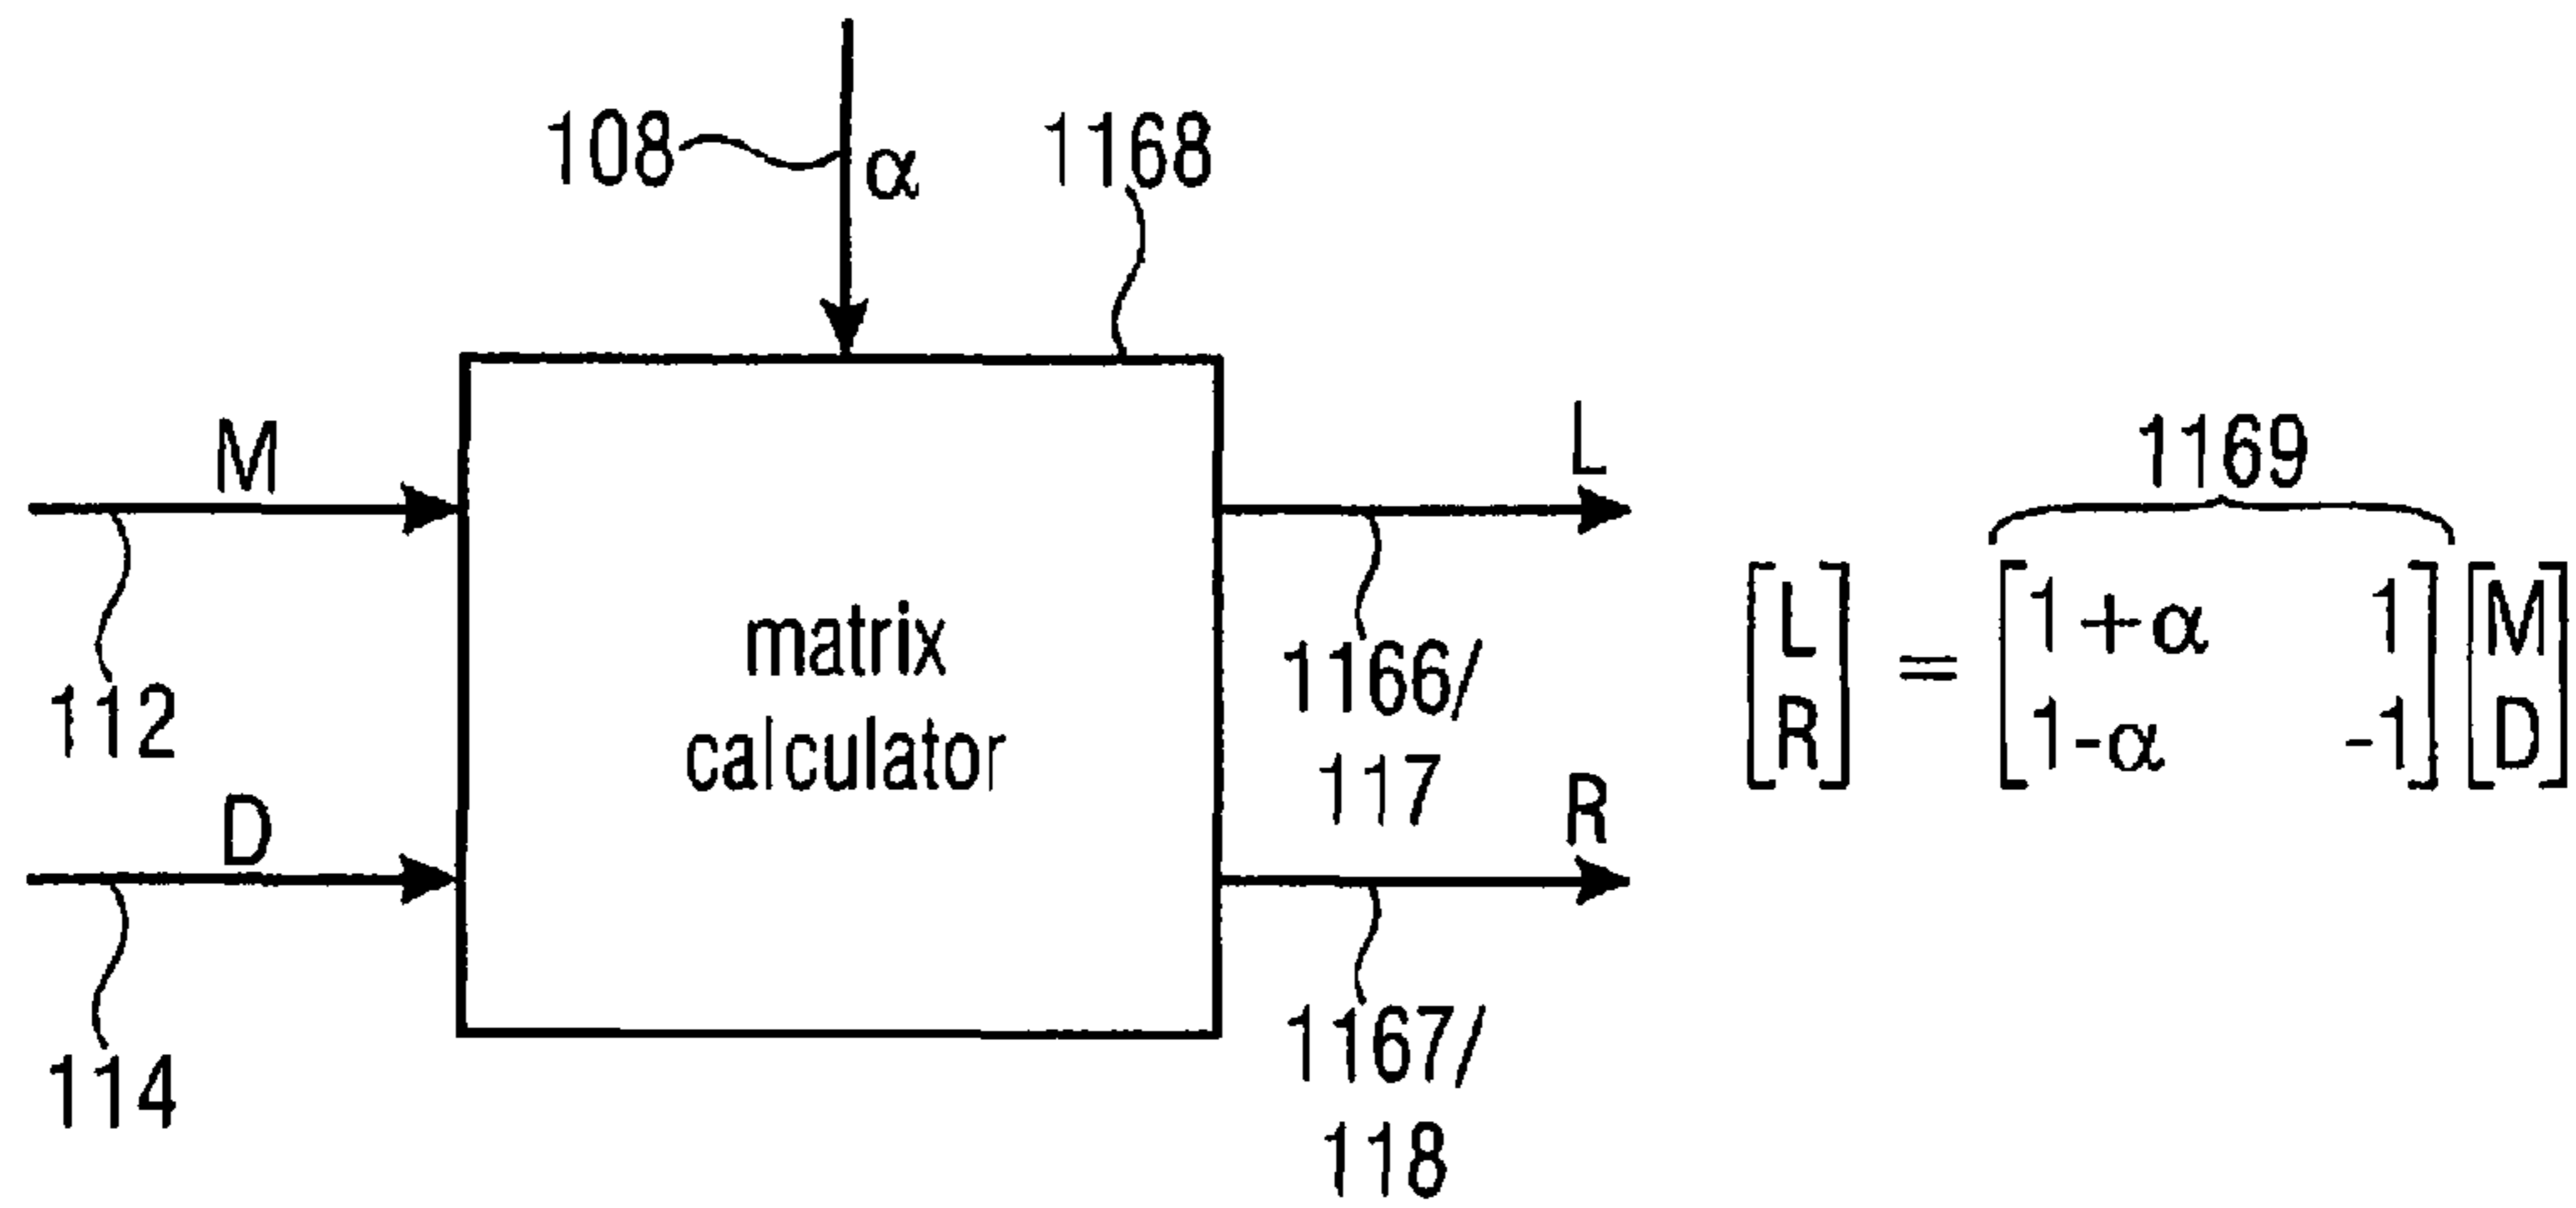 108
α
1168
M
L
1169
112
matrix
calculator
1166/
117
[L R] = [1+α 1 1-α -1] [M D]
D
R
114
1167/
118